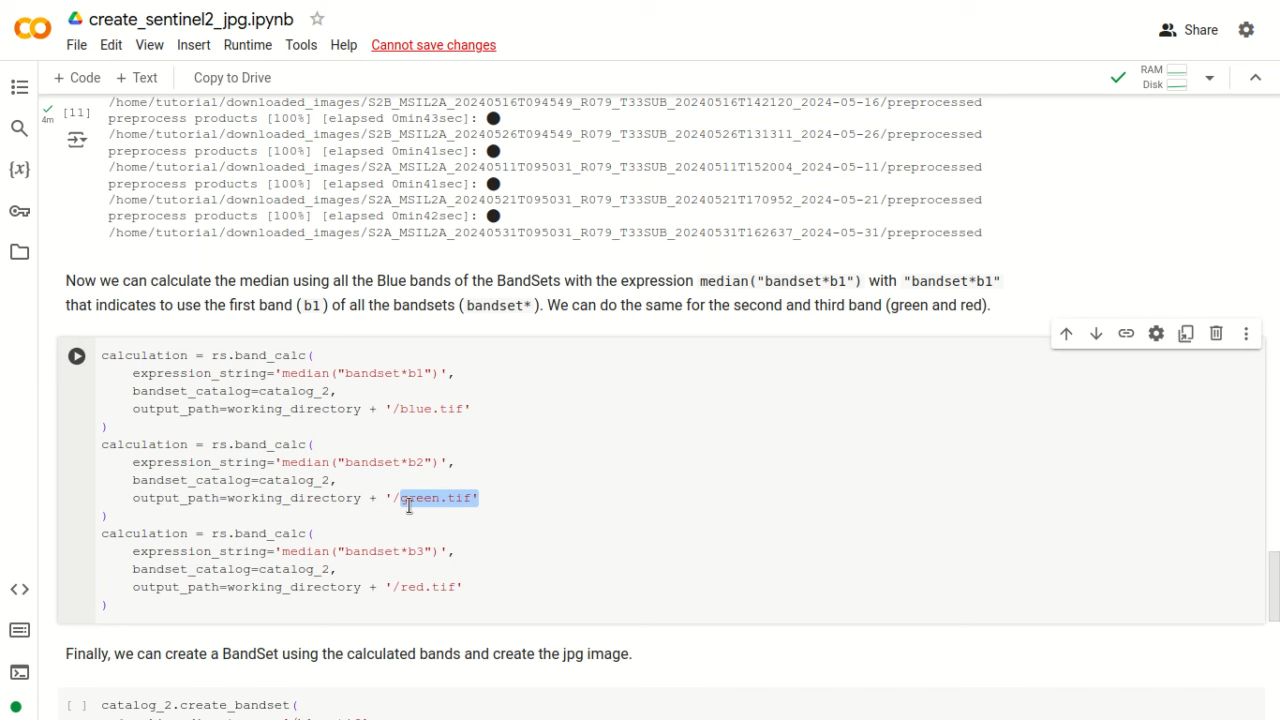 create_sentinel2_jpg.ipynb
File Edit View Insert Runtime Tools Help Cannot save changes
Share
+ Code + Text Copy to Drive
RAM
Disk
4m
[11]
/home/tutorial/downloaded_images/S2B_MSIL2A_20240516T094549_R079_T33SUB_20240516T142120_2024-05-16/preprocessed
preprocess products [100%] [elapsed 0min43sec]: ●
/home/tutorial/downloaded_images/S2B_MSIL2A_20240526T094549_R079_T33SUB_20240526T131311_2024-05-26/preprocessed
preprocess products [100%] [elapsed 0min41sec]: ●
/home/tutorial/downloaded_images/S2A_MSIL2A_20240511T095031_R079_T33SUB_20240511T152004_2024-05-11/preprocessed
preprocess products [100%] [elapsed 0min41sec]: ●
/home/tutorial/downloaded_images/S2A_MSIL2A_20240521T095031_R079_T33SUB_20240521T170952_2024-05-21/preprocessed
preprocess products [100%] [elapsed 0min42sec]: ●
/home/tutorial/downloaded_images/S2A_MSIL2A_20240531T095031_R079_T33SUB_20240531T162637_2024-05-31/preprocessed
Now we can calculate the median using all the Blue bands of the BandSets with the expression median("bandset*b1") with "bandset*b1"
that indicates to use the first band (b1) of all the bandsets (bandset*). We can do the same for the second and third band (green and red).
calculation = rs.band_calc(
expression_string='median("bandset*b1")',
bandset_catalog=catalog_2,
output_path=working_directory + '/blue.tif'
)
calculation = rs.band_calc(
expression_string='median("bandset*b2")',
bandset_catalog=catalog_2,
output_path=working_directory + '/green.tif'
)
calculation = rs.band_calc(
expression_string='median("bandset*b3")',
bandset_catalog=catalog_2,
output_path=working_directory + '/red.tif'
)
Finally, we can create a BandSet using the calculated bands and create the jpg image.
[ ] catalog_2.create_bandset(